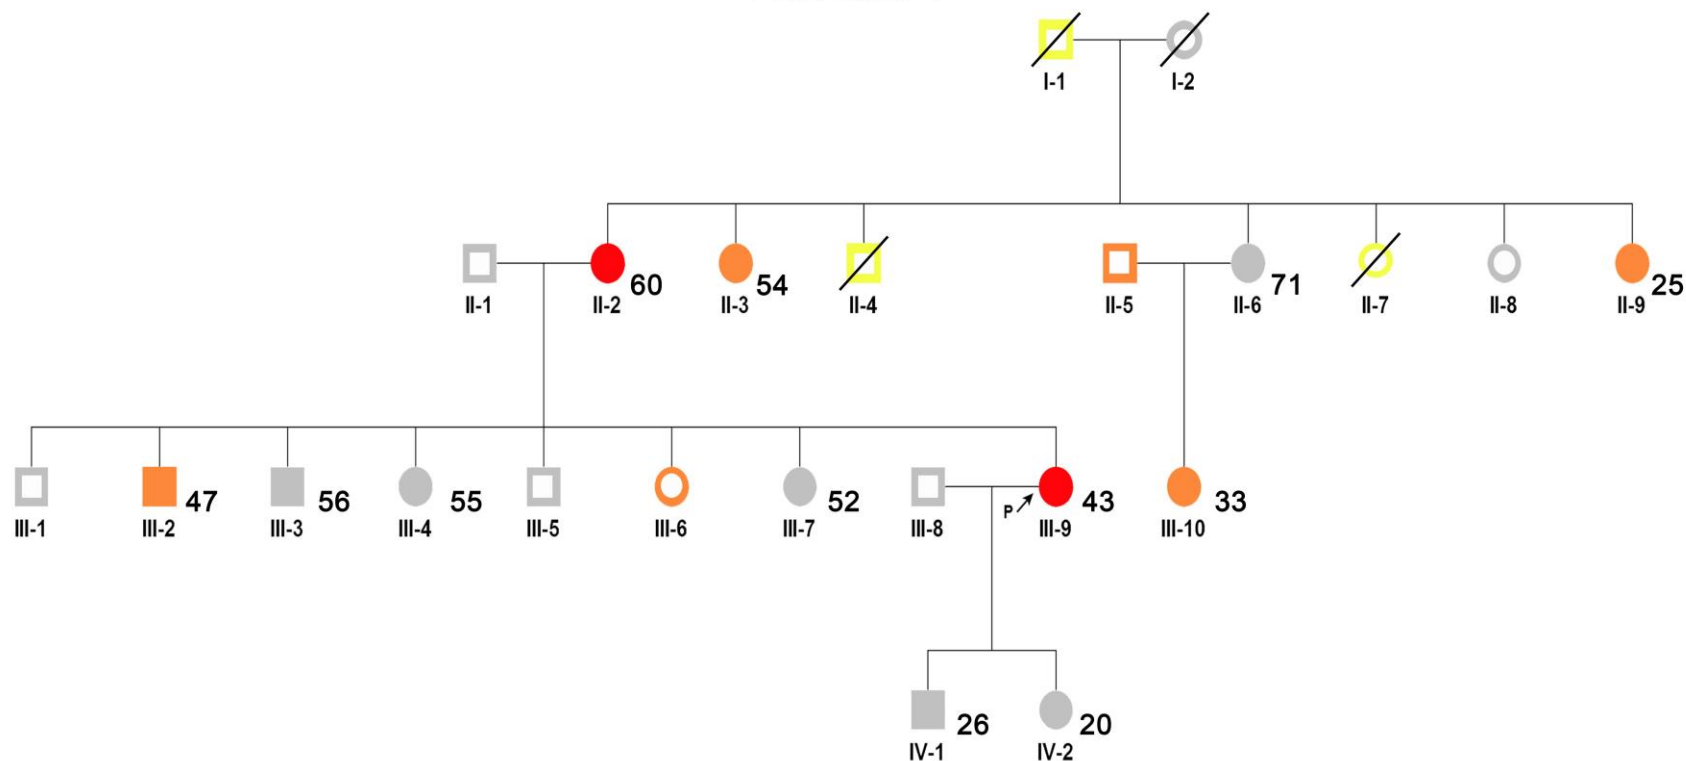 I-1 I-2
60 54 71 25
II-1 II-2 II-3 II-4 II-5 II-6 II-7 II-8 II-9
47 56 55 52 P 43 33
III-1 III-2 III-3 III-4 III-5 III-6 III-7 III-8 III-9 III-10
26 20
IV-1 IV-2